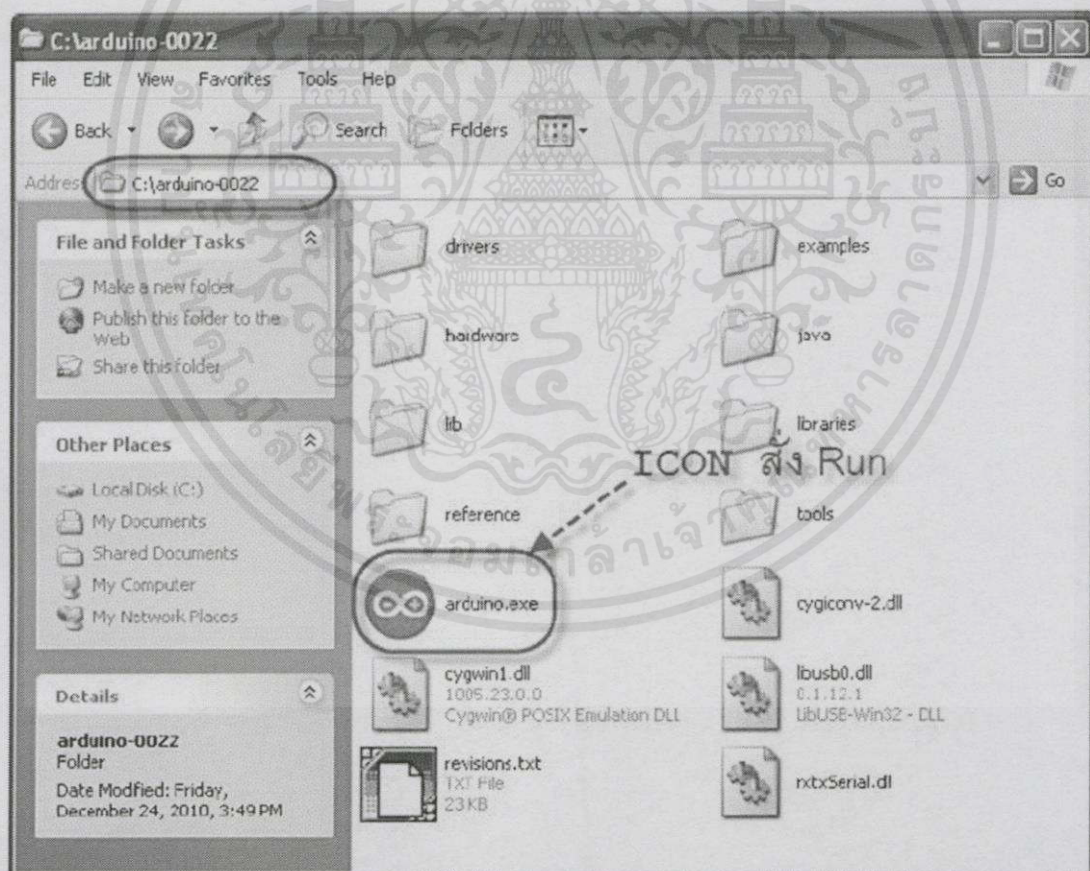 C:\arduino-0022
File Edit View Favorites Tools Help
Back Search Folders
Address C:\arduino-0022 Go
File and Folder Tasks
Make a new folder
Publish this folder to the Web
Share this folder
Other Places
Local Disk (C:)
My Documents
Shared Documents
My Computer
My Network Places
Details
arduino-0022
Folder
Date Modified: Friday,
December 24, 2010, 3:49 PM
drivers
examples
hardware
java
lib
libraries
ICON สั่ง Run
reference
tools
arduino.exe
cygiconv-2.dll
cygwin1.dll
1005.23.0.0
Cygwin® POSIX Emulation DLL
libusb0.dll
0.1.12.1
LibUSB-Win32 - DLL
revisions.txt
TXT File
23 KB
rxtxSerial.dll